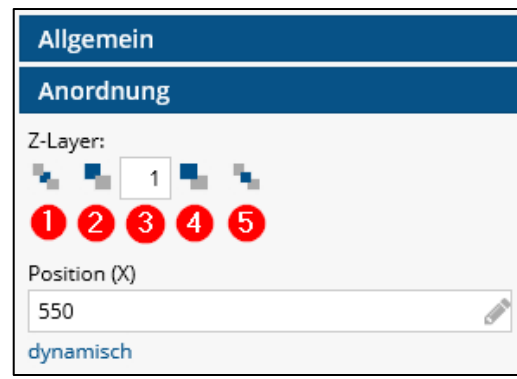 Allgemein
Anordnung
Z-Layer:
1
1 2 3 4 5
Position (X)
550
dynamisch